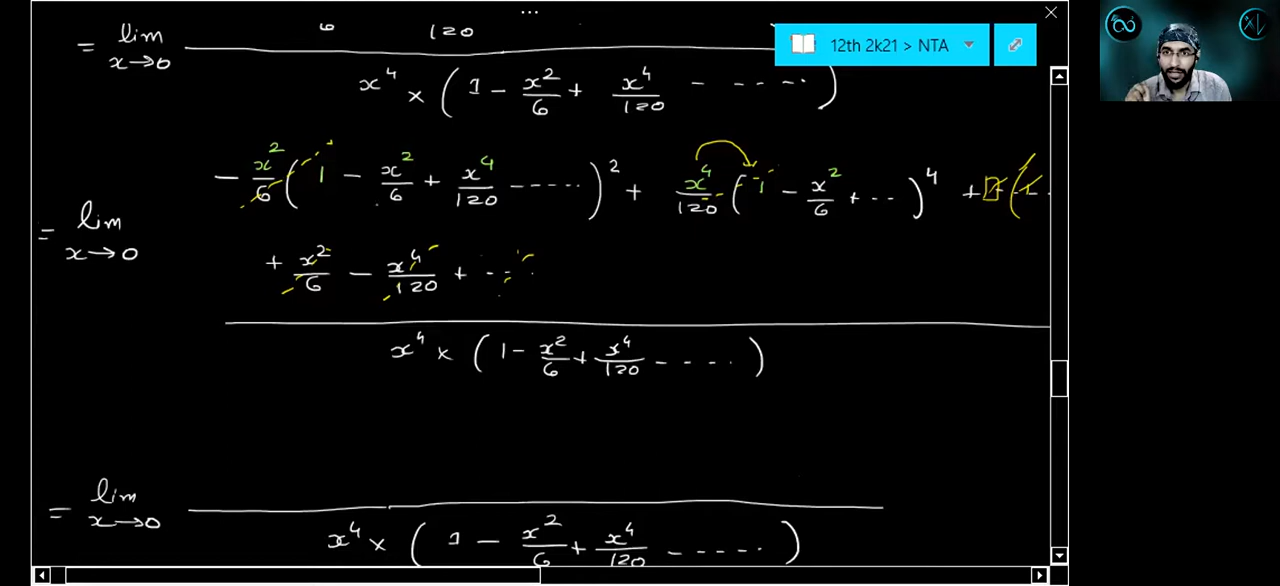 ...
6 120
12th 2k21 > NTA
= lim x→0
x⁴ × ( 1 − x²/6 + x⁴/120 − - - - - · )
− x²/6 ( 1 − x²/6 + x⁴/120 - - - - - · · )² + x⁴/120 ( 1 − x²/6 + · · · )⁴ +
= lim x→0
+ x²/6 − x⁴/120 + · - - ·
x⁴ × ( 1 − x²/6 + x⁴/120 − - - - · · )
= lim x→0
x⁴ × ( 1 − x²/6 + x⁴/120 - - - - - · )